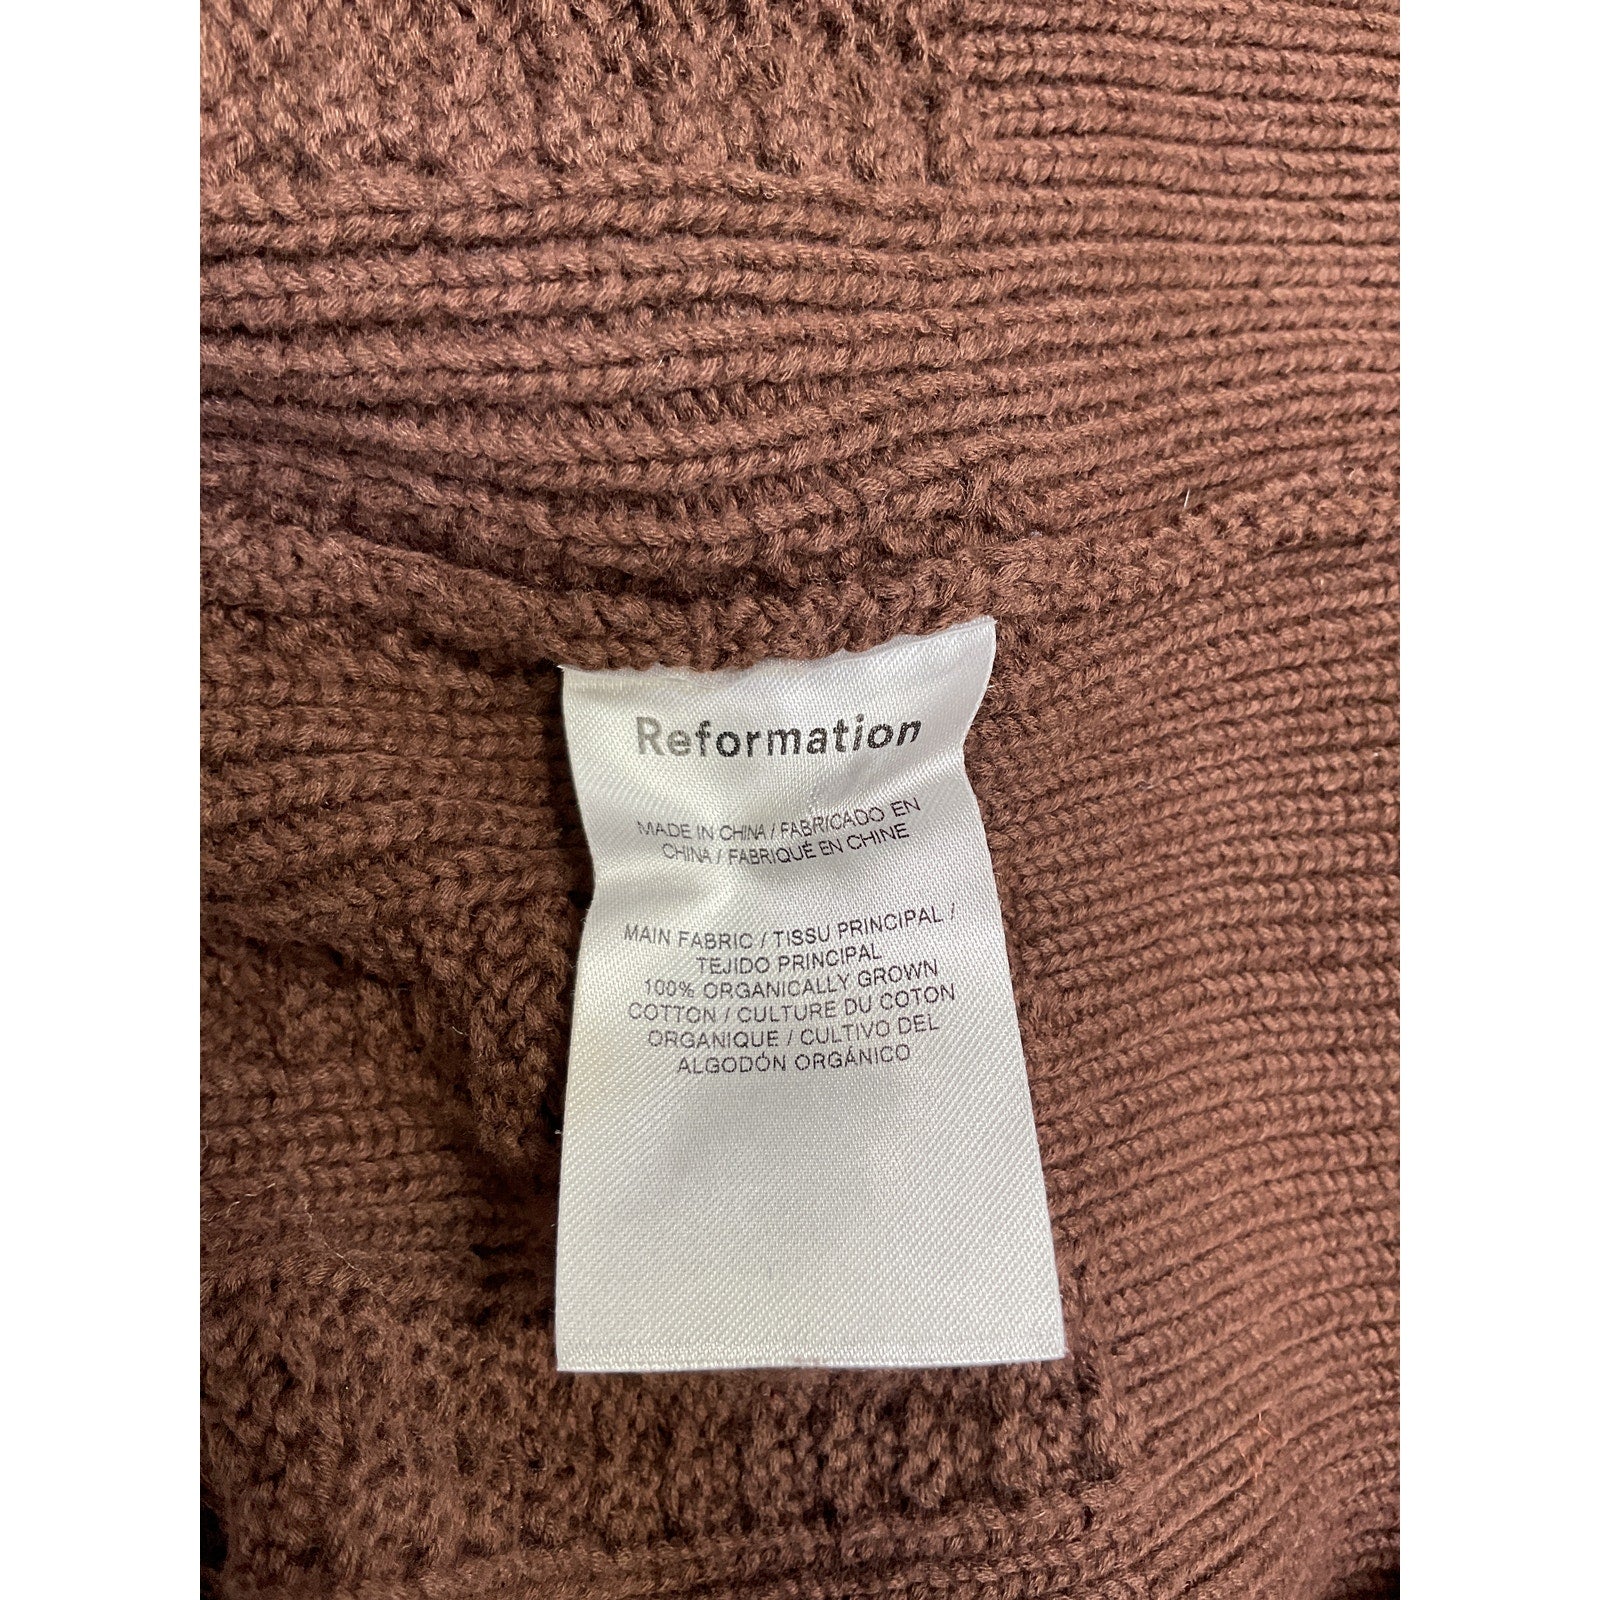 Reformation
MADE IN CHINA / FABRICADO EN
CHINA / FABRIQUÉ EN CHINE
MAIN FABRIC / TISSU PRINCIPAL /
TEJIDO PRINCIPAL
100% ORGANICALLY GROWN
COTTON / CULTURE DU COTON
ORGANIQUE / CULTIVO DEL
ALGODÓN ORGÁNICO